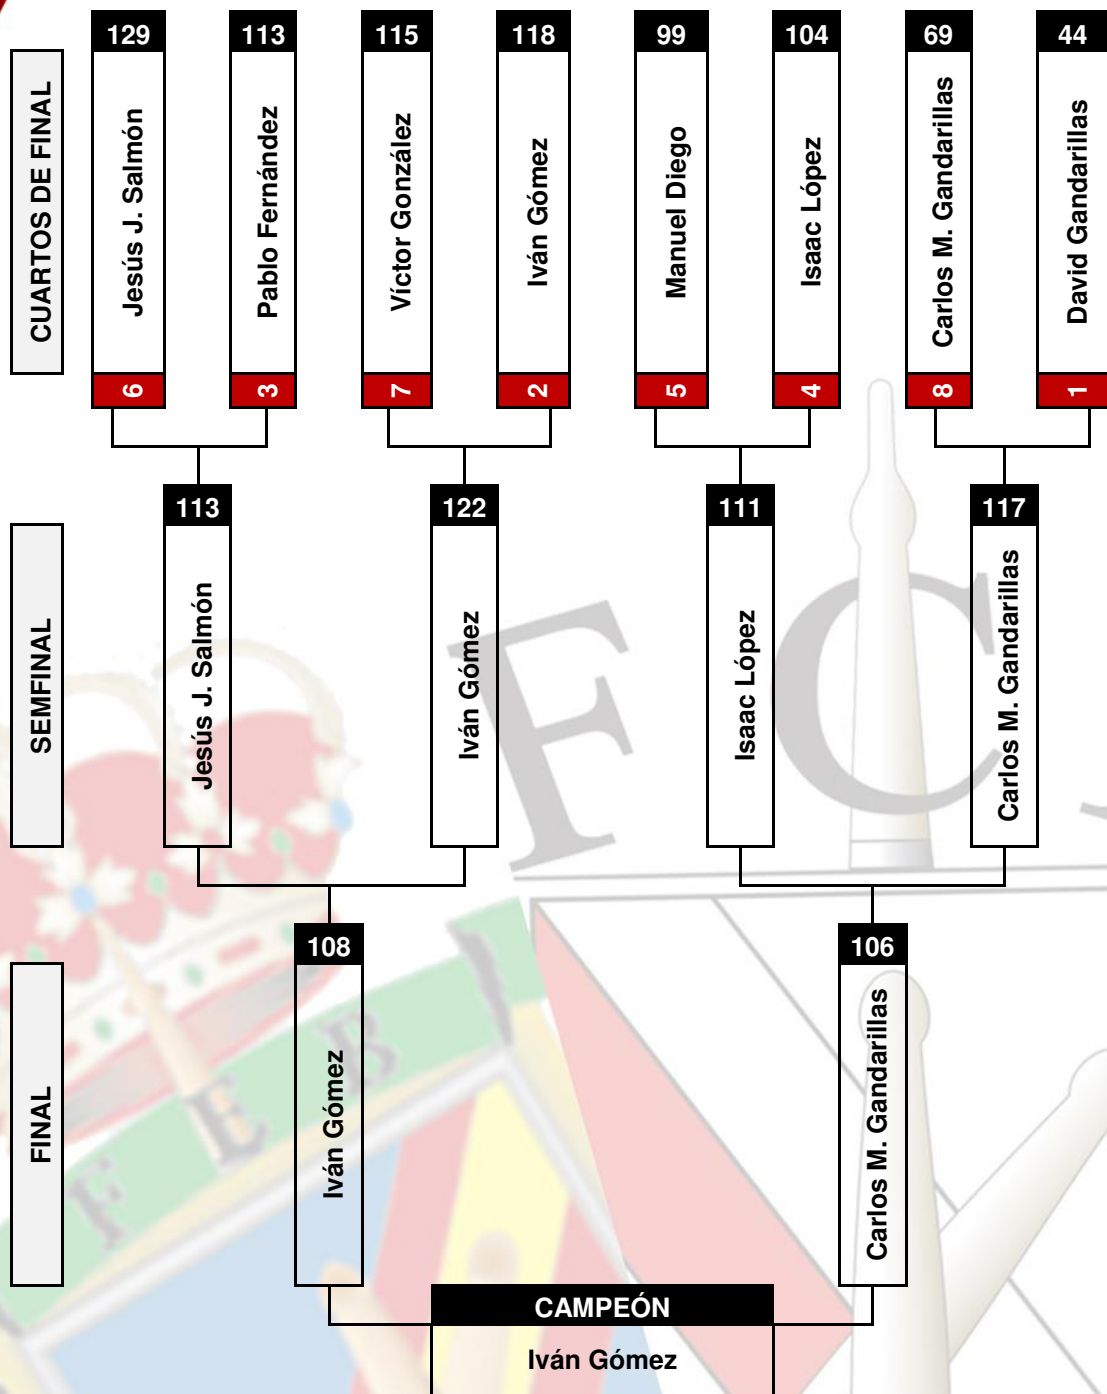 129 113 115 118 99 104 69 44
CUARTOS DE FINAL
Jesús J. Salmón
Pablo Fernández
Víctor González
Iván Gómez
Manuel Diego
Isaac López
Carlos M. Gandarillas
David Gandarillas
6 3 7 2 5 4 8 1
113 122 111 117
SEMFINAL
Jesús J. Salmón
Iván Gómez
Isaac López
Carlos M. Gandarillas
F C
108 106
FINAL
Iván Gómez
Carlos M. Gandarillas
F E B
CAMPEÓN
Iván Gómez